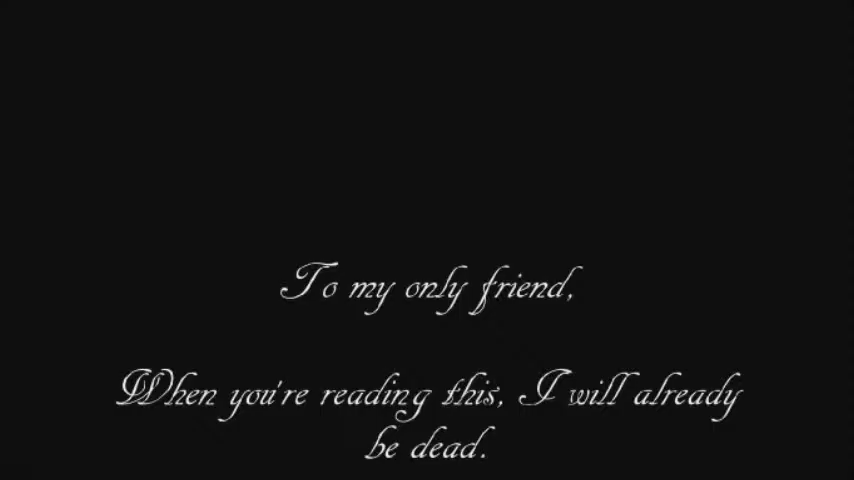 To my only friend,
When you're reading this, I will already
be dead.